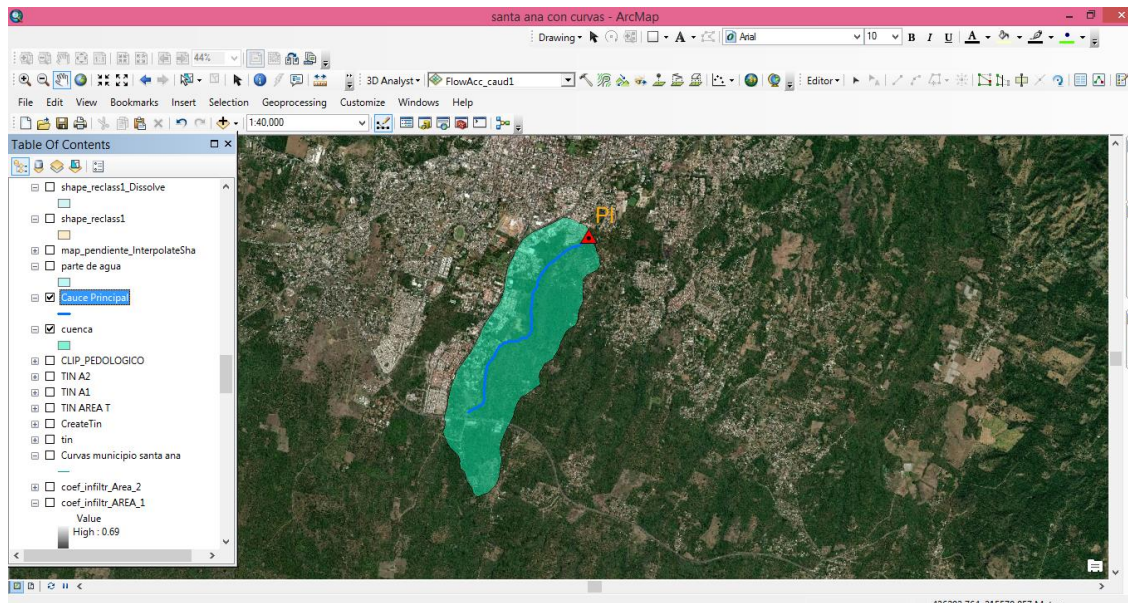 santa ana con curvas - ArcMap
Drawing
A
Arial
10
B I U A
44%
3D Analyst
FlowAcc_caud1
Editor
File Edit View Bookmarks Insert Selection Geoprocessing Customize Windows Help
1:40,000
Table Of Contents
shape_reclass1_Dissolve
shape_reclass1
map_pendiente_InterpolateSha
parte de agua
Cauce Principal
cuenca
CLIP_PEDOLOGICO
TIN A2
TIN A1
TIN AREA T
CreateTin
tin
Curvas municipio santa ana
coef_infiltr_Area_2
coef_infiltr_AREA_1
Value
High : 0.69
PI